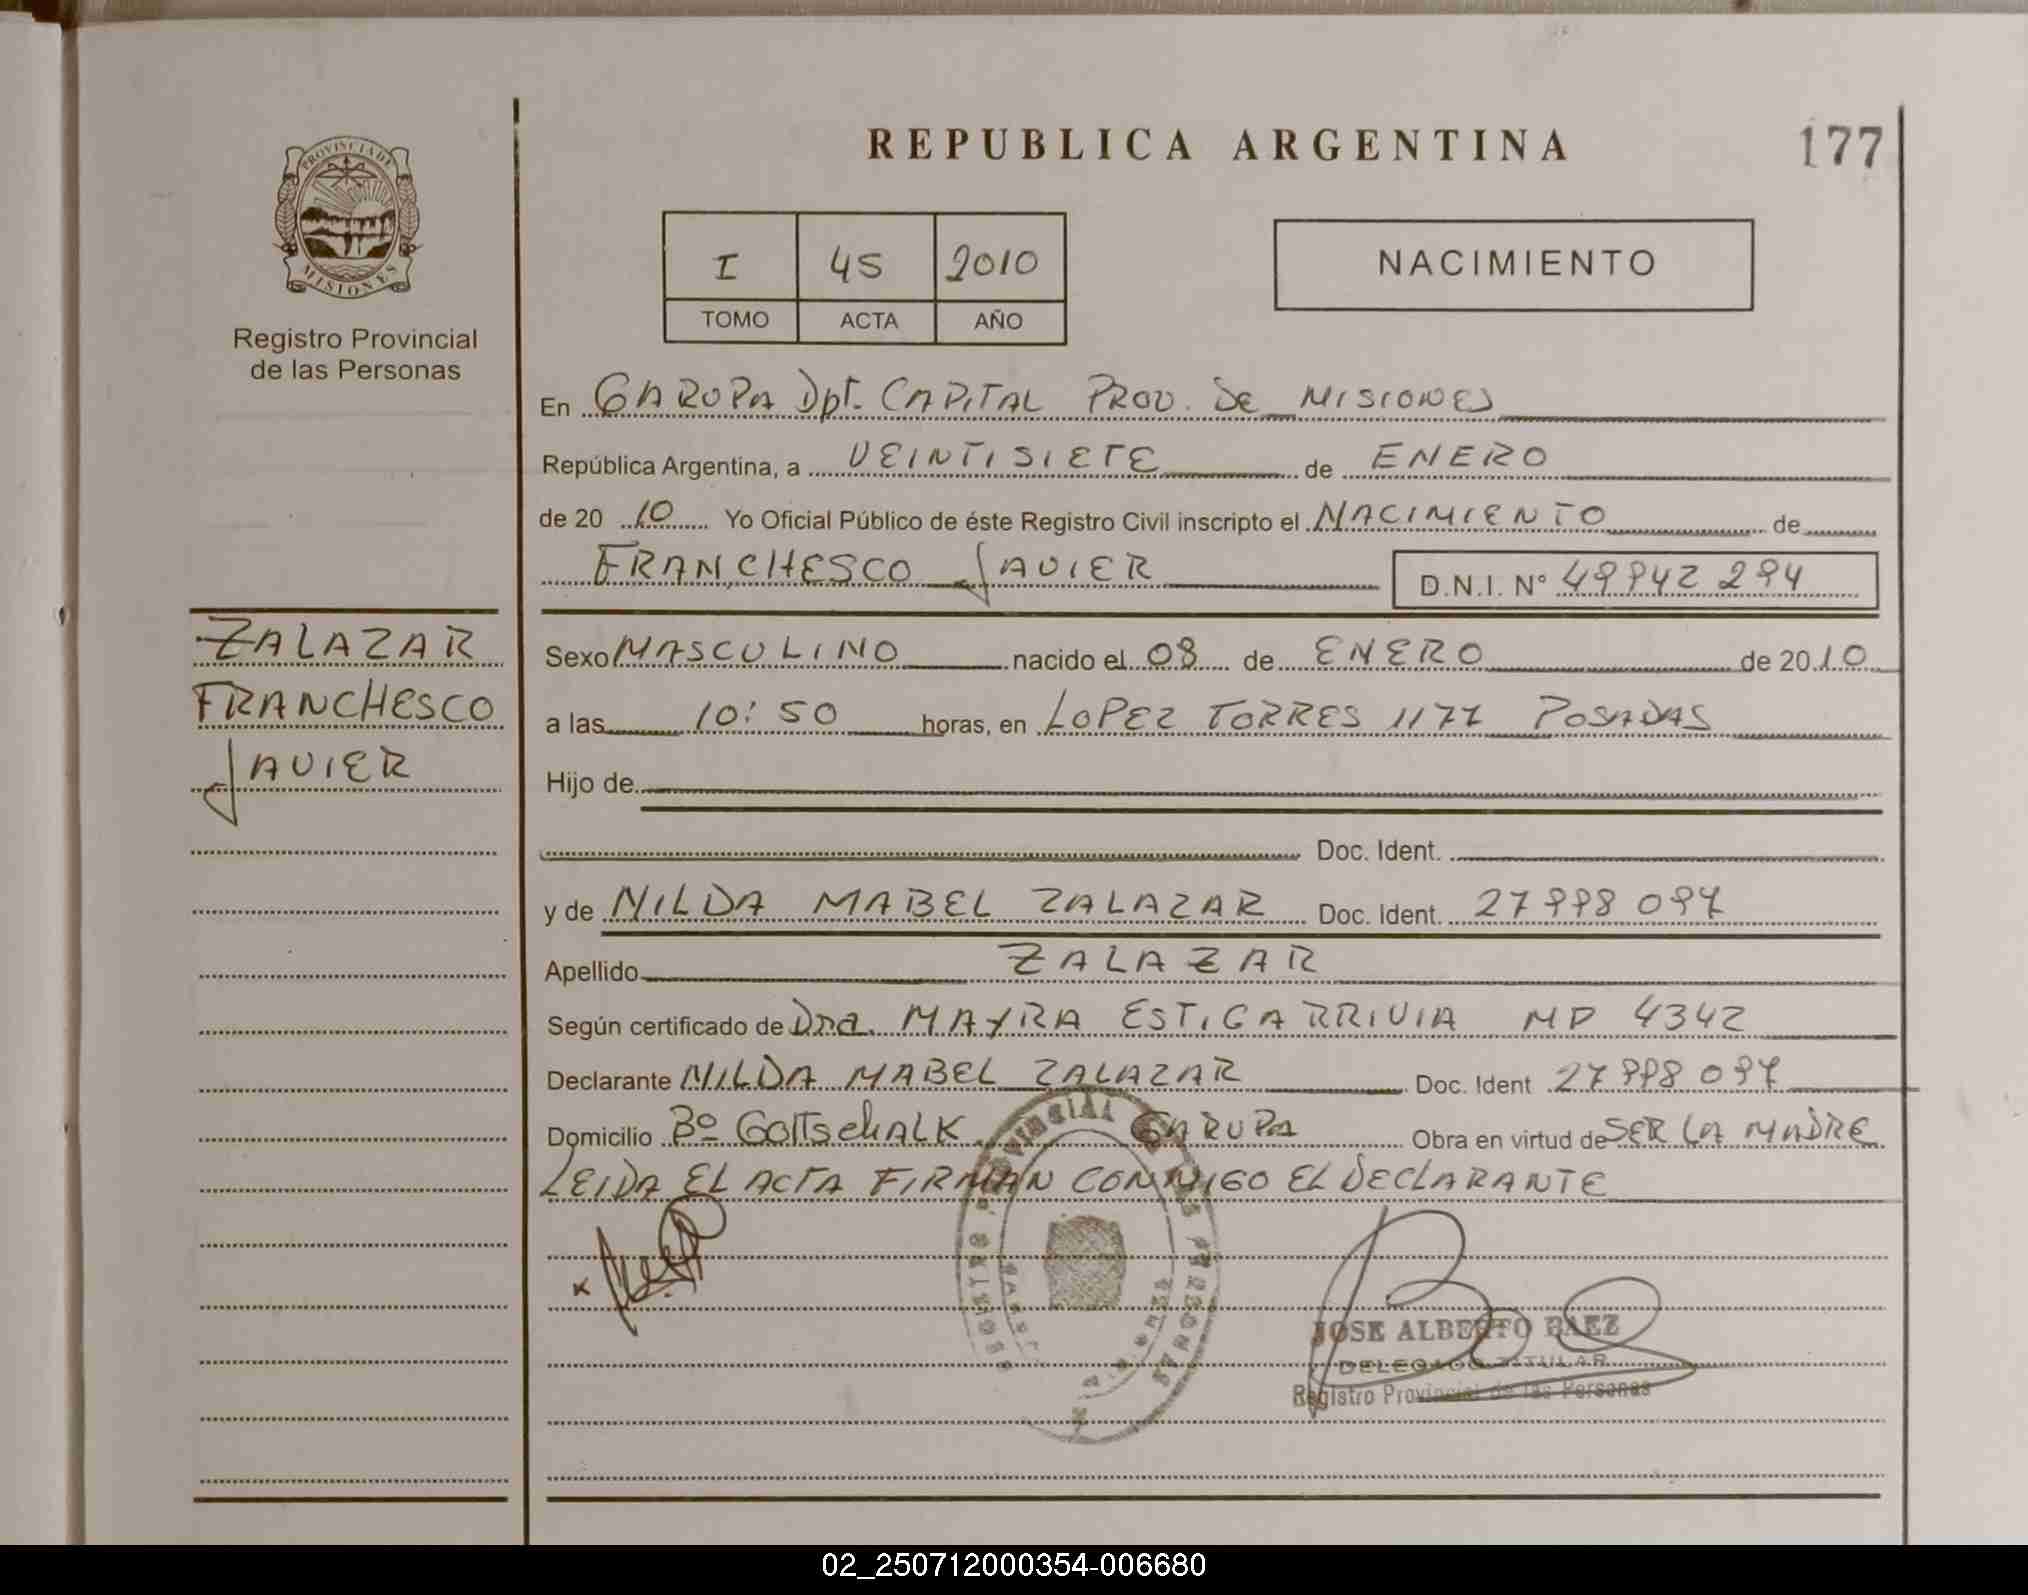 REPUBLICA ARGENTINA
177
PROVINCIA DE
MISIONES
Registro Provincial
de las Personas
I 45 2010
TOMO ACTA AÑO
NACIMIENTO
En GARUPA Dpt. CAPITAL PROV. De MISIONES
República Argentina, a VEINTISIETE de ENERO
de 20 10 Yo Oficial Público de éste Registro Civil inscripto el NACIMIENTO de
FRANCHESCO JAVIER D.N.I. N° 49942 294
ZALAZAR
FRANCHESCO
JAVIER
Sexo MASCULINO nacido el 08 de ENERO de 2010
a las 10:50 horas, en LOPEZ TORRES 1177 POSADAS
Hijo de
Doc. Ident.
y de NILDA MABEL ZALAZAR Doc. Ident. 27998 097
Apellido ZALAZAR
Según certificado de Dra. MAYRA ESTIGARRIVIA MP 4342
Declarante NILDA MABEL ZALAZAR Doc. Ident 27998 097
Domicilio Bº GottschALK GARUPA Obra en virtud de SER LA MADRE
LEIDA EL ACTA FIRMAN CONMIGO EL DECLARANTE
JOSE ALBERTO BAEZ
DELEGADO TITULAR
Registro Provincial de las Personas
02_250712000354-006680